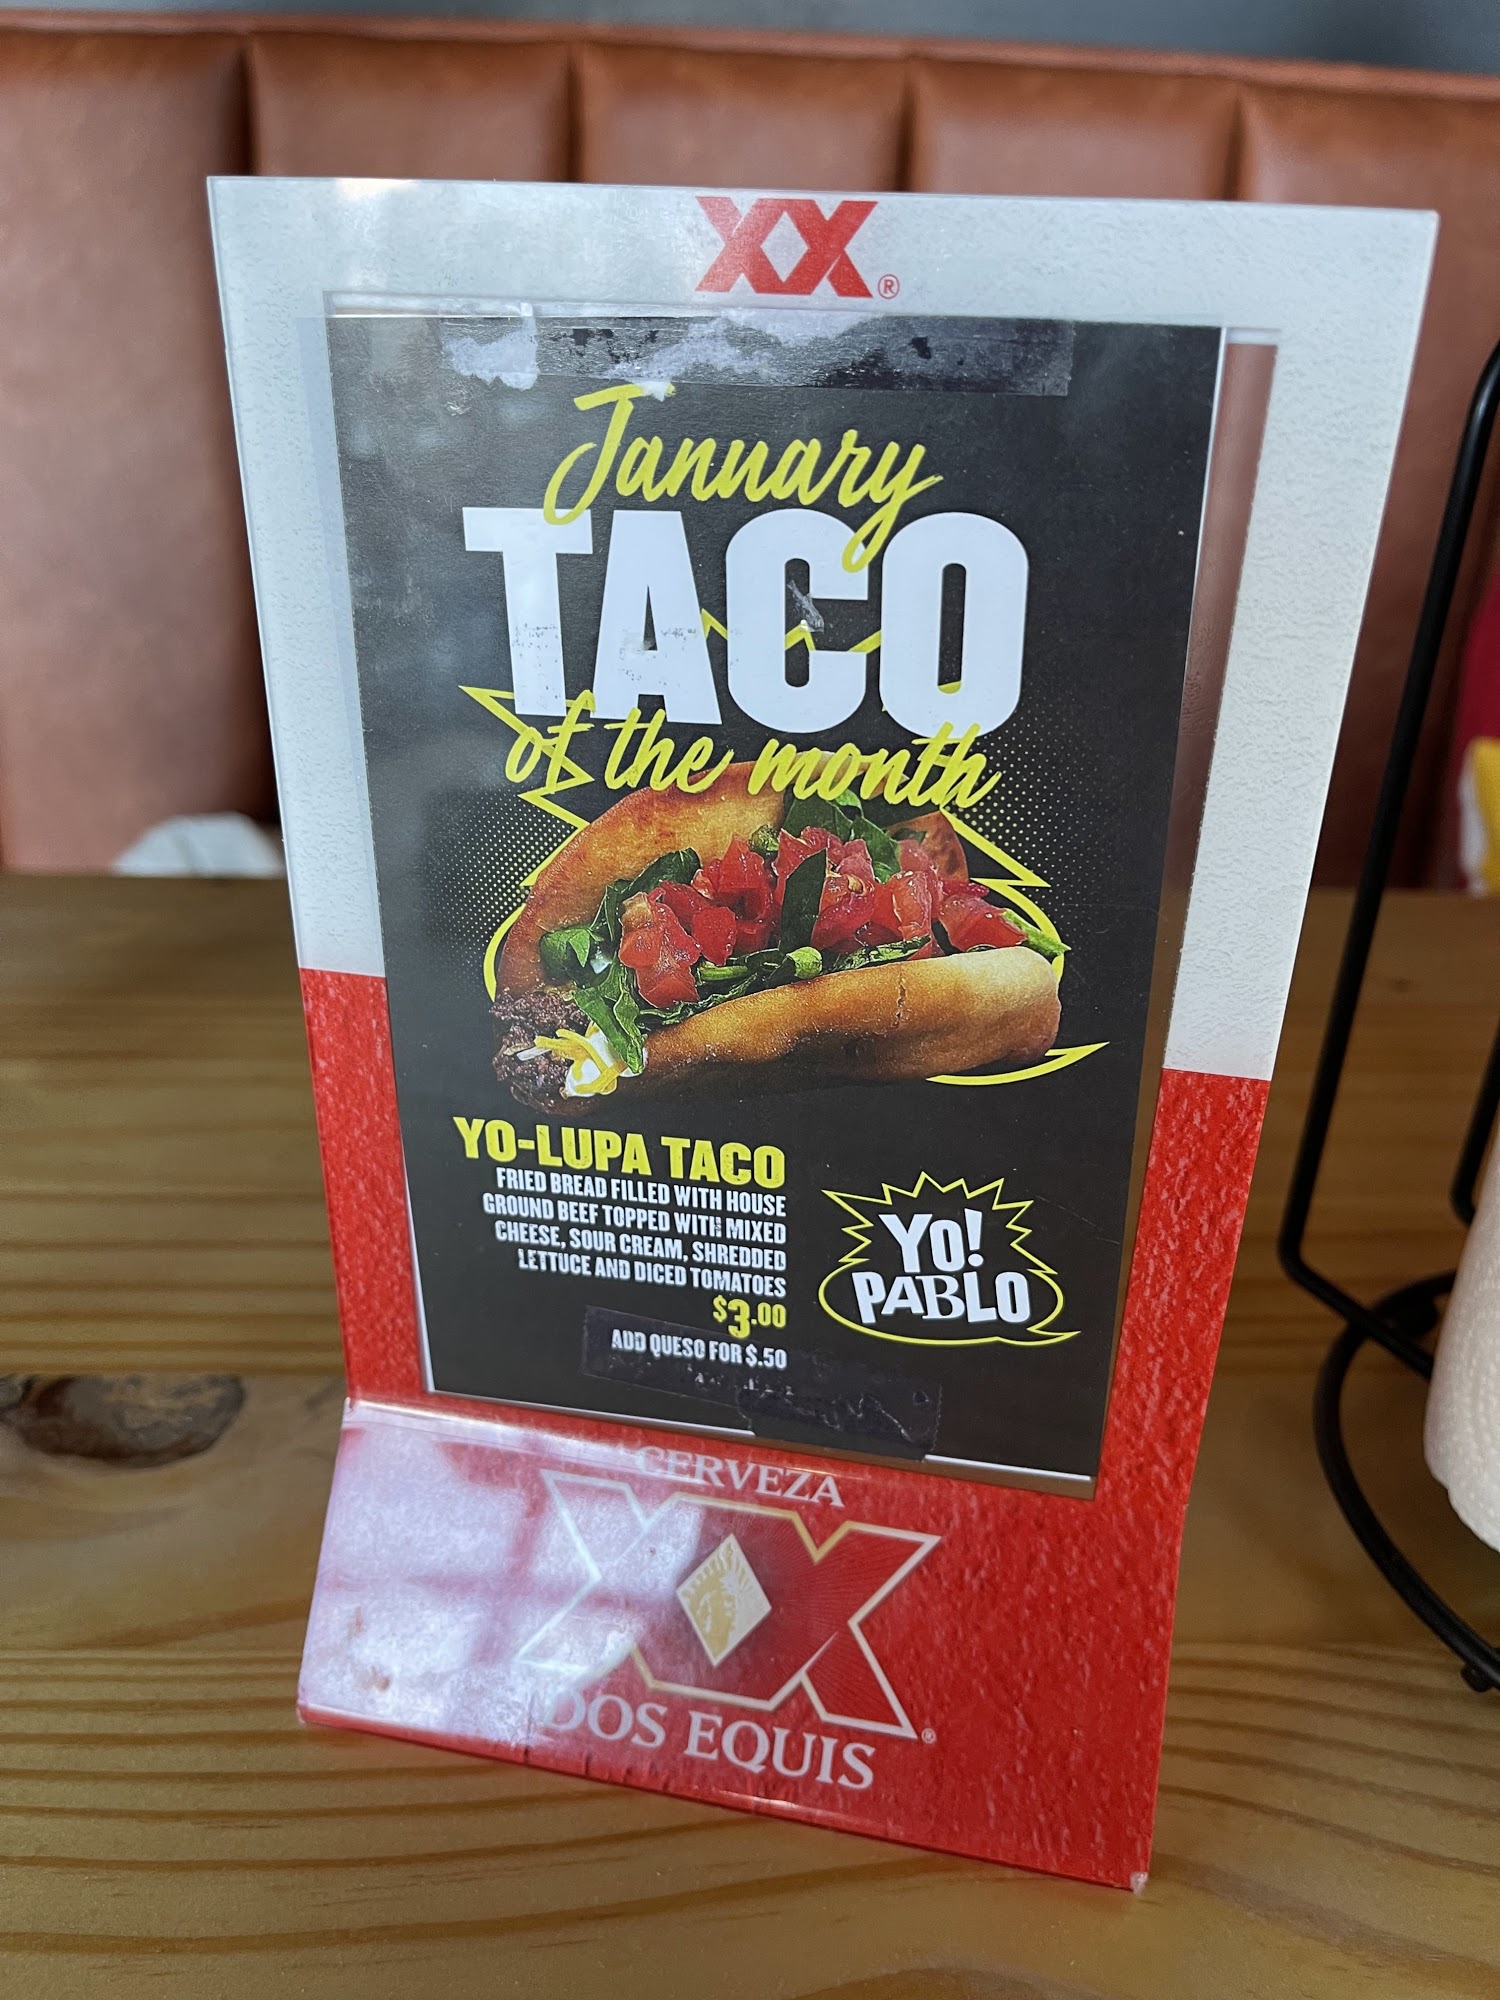 XX®
January
TACO
of the month
YO-LUPA TACO
FRIED BREAD FILLED WITH HOUSE
GROUND BEEF TOPPED WITH MIXED
CHEESE, SOUR CREAM, SHREDDED
LETTUCE AND DICED TOMATOES
$3.00
ADD QUESO FOR $.50
YO!
PABLO
CERVEZA
XX
DOS EQUIS®